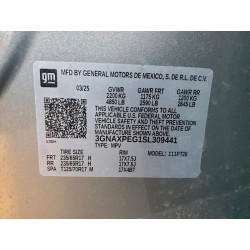 gm
MFD BY GENERAL MOTORS DE MEXICO, S. DE R.L. DE C.V.
03/25 GVWR GAWR FRT GAWR RR
2200 KG 1175 KG 1290 KG
4850 LB 2590 LB 2845 LB
THIS VEHICLE CONFORMS TO ALL
APPLICABLE U.S. FEDERAL MOTOR
VEHICLE SAFETY AND THEFT
PREVENTION STANDARDS IN EFFECT
ON THE DATE OF MANUFACTURE
SHOWN ABOVE.
3GNAXPEG1SL309441
TYPE: MPV
TIRE SIZE RIM MODEL:
FRT 235/65R17 H 17X7.5J
RR 235/65R17 H 17X7.5J
SPA T125/70R17 M 17X4BT